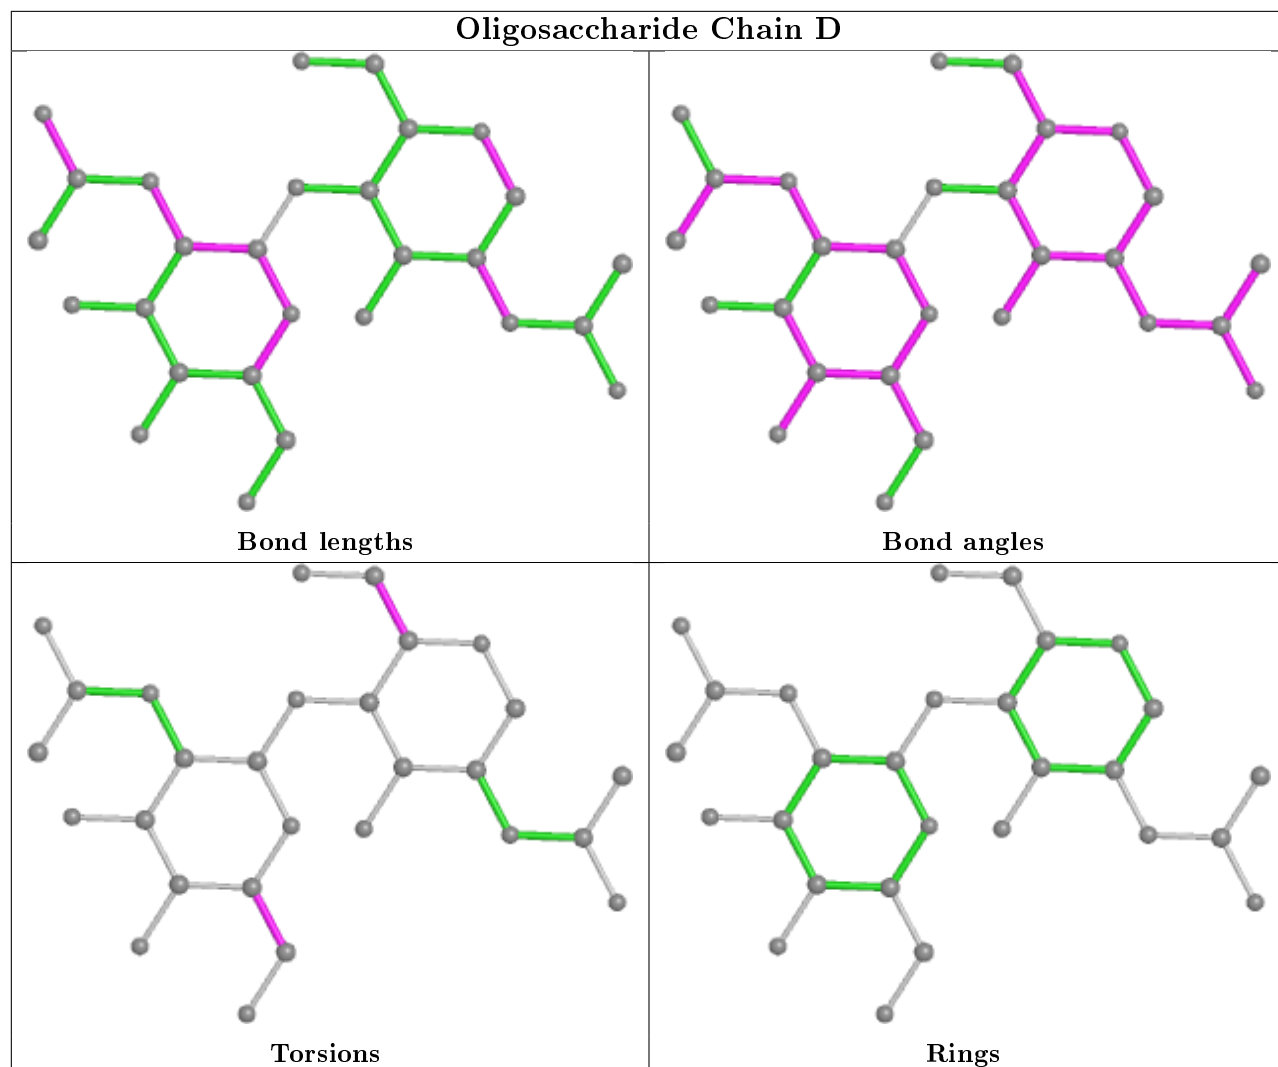 Oligosaccharide Chain D
Bond lengths
Bond angles
Torsions
Rings